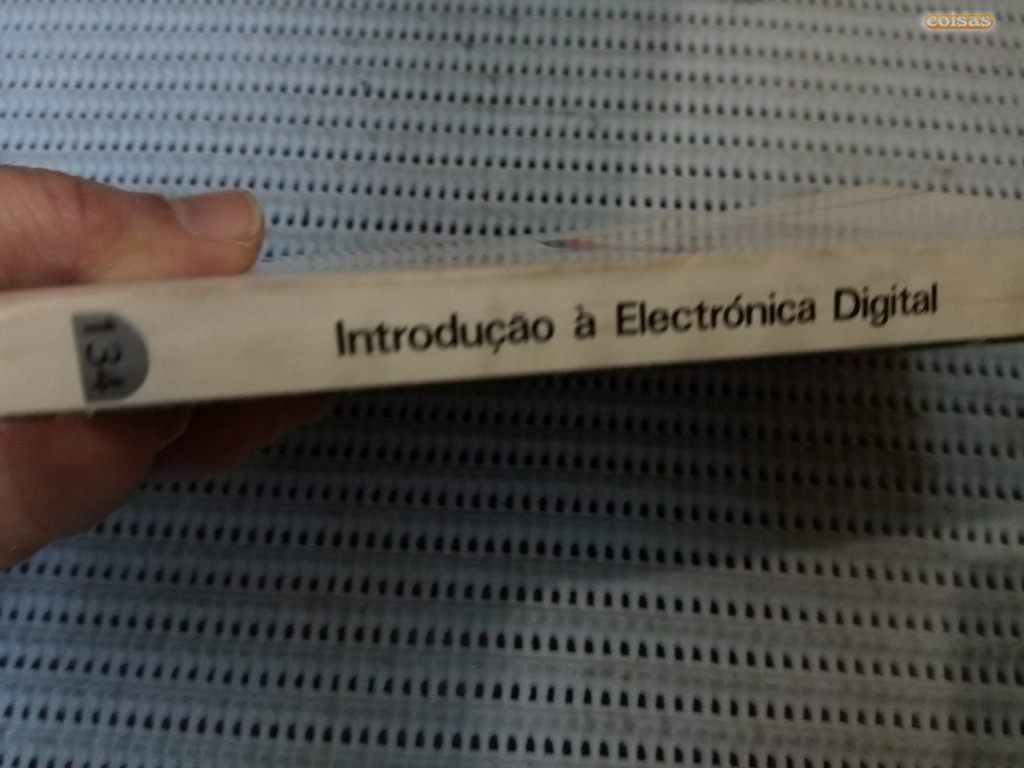 coisas
134
Introdução à Electrónica Digital